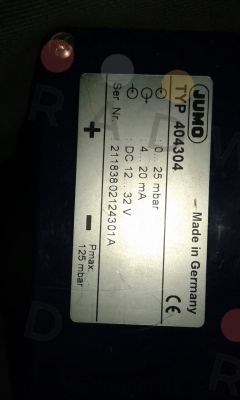 JUMO
Made in Germany
TYP 404304
CE
: 0... 25 mbar
: 4... 20 mA
: DC 12... 32 V
Ser. Nr. 21183802124301A
+ −
Pmax:
125 mbar